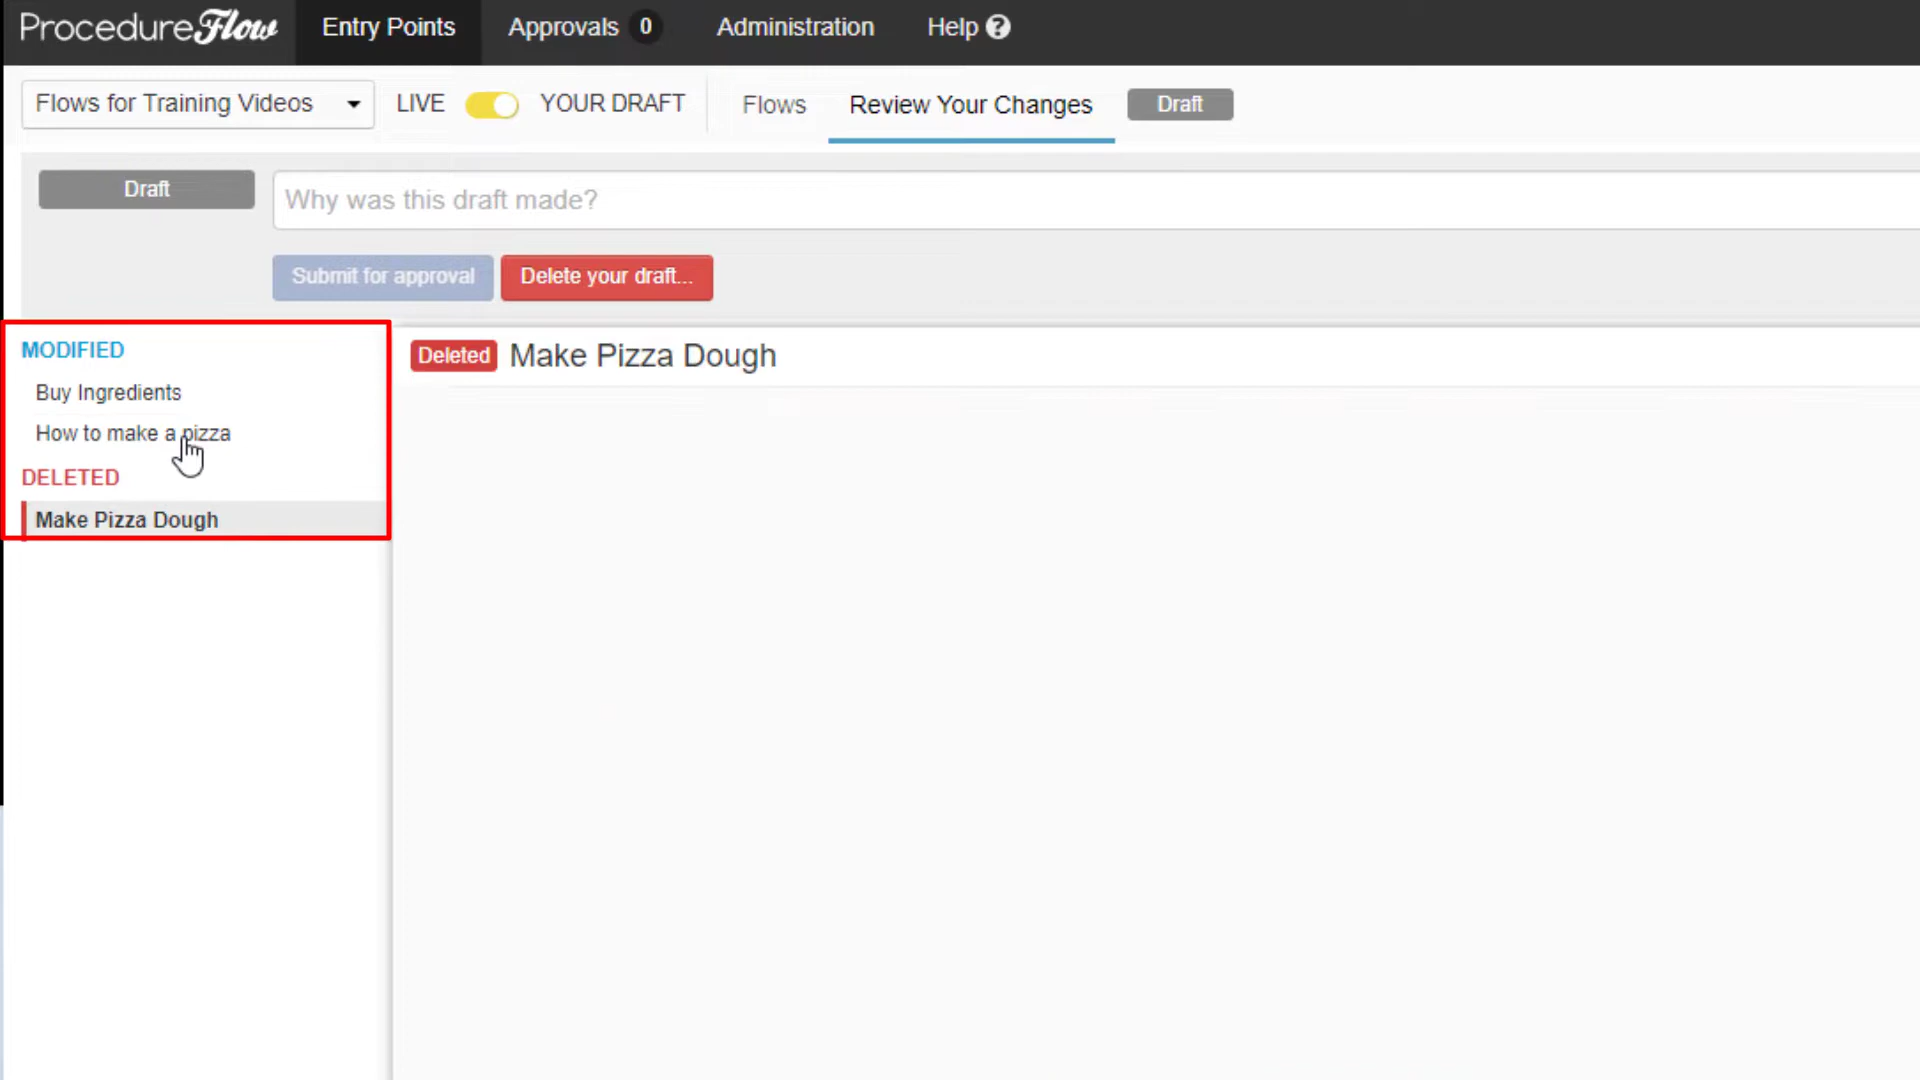 ProcedureFlow Entry Points Approvals 0 Administration Help ?
Flows for Training Videos LIVE YOUR DRAFT Flows Review Your Changes Draft
Draft Why was this draft made?
Submit for approval Delete your draft...
MODIFIED
Buy Ingredients
How to make a pizza
DELETED
Make Pizza Dough
Deleted Make Pizza Dough